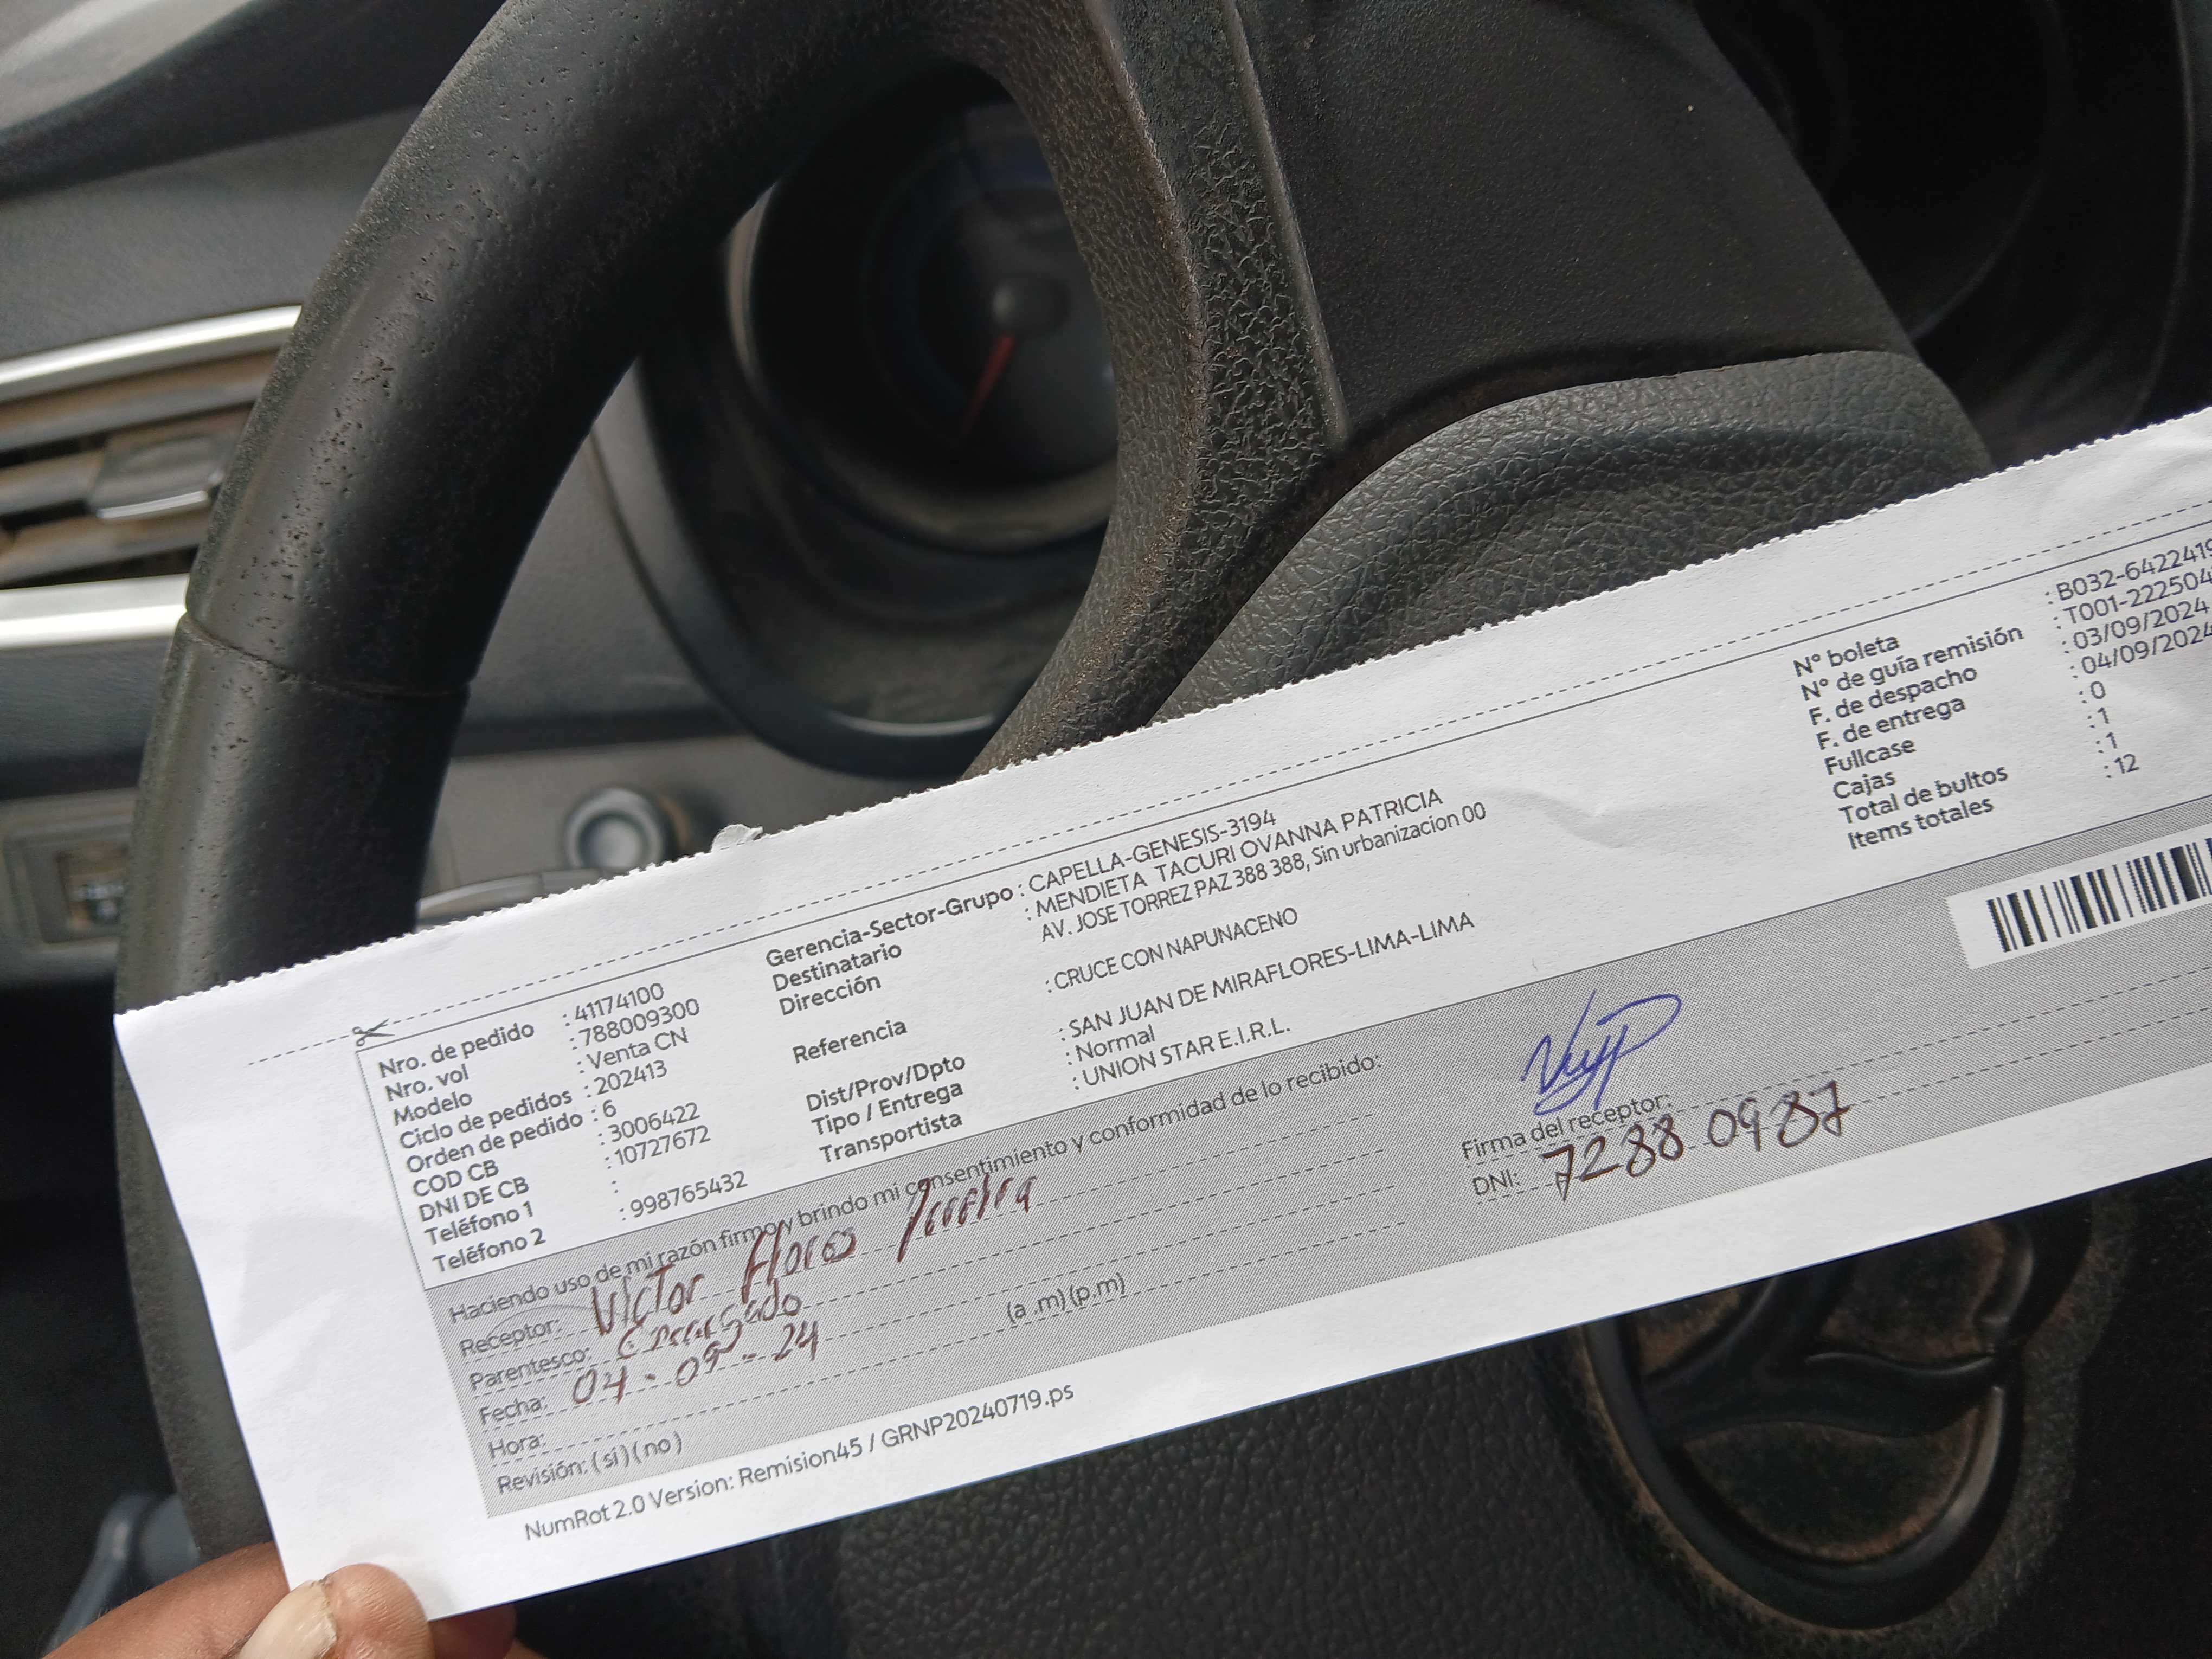 Nro. de pedido : 41174100
Nro. vol : 788009300
Modelo : Venta CN
Ciclo de pedidos : 202413
Orden de pedido : 6
COD CB : 3006422
DNI DE CB : 10727672
Teléfono 1 :
Teléfono 2 : 998765432
Gerencia-Sector-Grupo : CAPELLA-GENESIS-3194
Destinatario : MENDIETA TACURI OVANNA PATRICIA
Dirección AV. JOSE TORREZ PAZ 388 388, Sin urbanizacion 00
Referencia : CRUCE CON NAPUNACENO
Dist/Prov/Dpto : SAN JUAN DE MIRAFLORES-LIMA-LIMA
Tipo / Entrega : Normal
Transportista : UNION STAR E.I.R.L.
N° boleta : B032-6422419
N° de guía remisión : T001-222504
F. de despacho : 03/09/2024
F. de entrega : 04/09/2024
Fullcase : 0
Cajas : 1
Total de bultos : 1
Items totales : 12
Haciendo uso de mi razón firmo y brindo mi consentimiento y conformidad de lo recibido:
Receptor: Victor Flores
Parentesco: Encargado
Fecha: 04-09-24
Hora: (a .m) (p.m)
Revisión: (si) (no)
Firma del receptor:
DNI: 72880987
NumRot 2.0 Version: Remision45 / GRNP20240719.ps